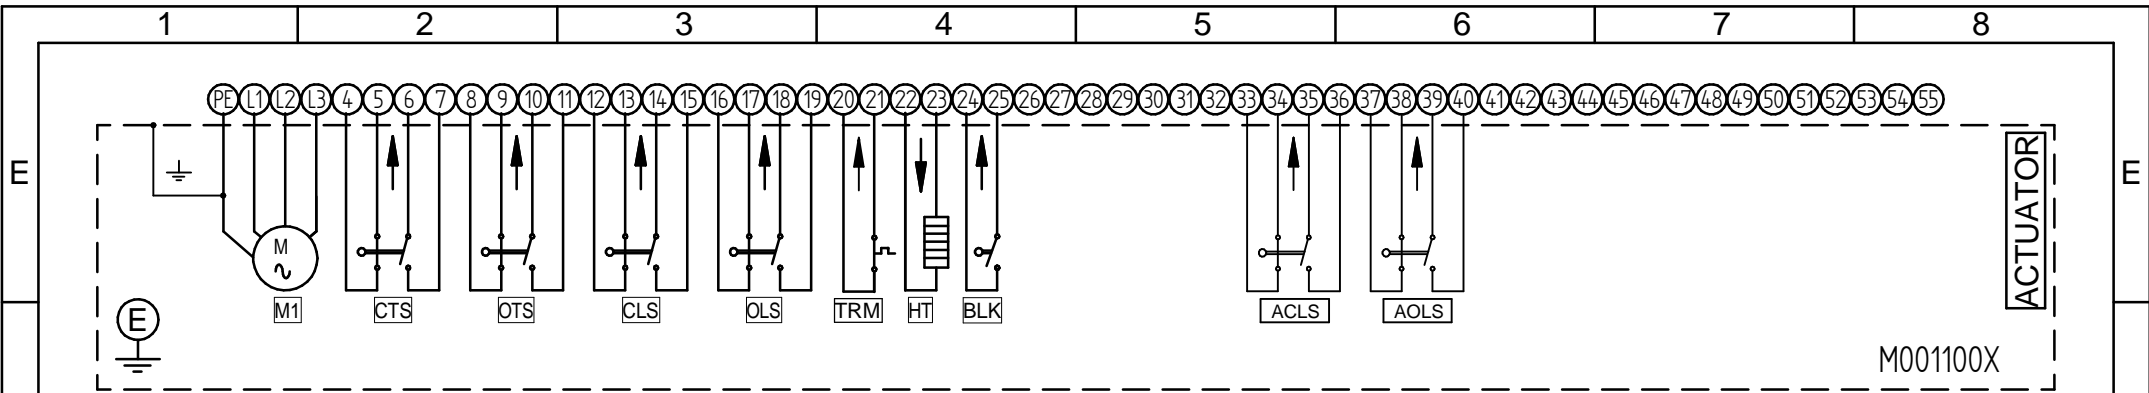 1 2 3 4 5 6 7 8
PE L1 L2 L3 4 5 6 7 8 9 10 11 12 13 14 15 16 17 18 19 20 21 22 23 24 25 26 27 28 29 30 31 32 33 34 35 36 37 38 39 40 41 42 43 44 45 46 47 48 49 50 51 52 53 54 55
E E
ACTUATOR
M
M1 CTS OTS CLS OLS TRM HT BLK ACLS AOLS
E
M001100X